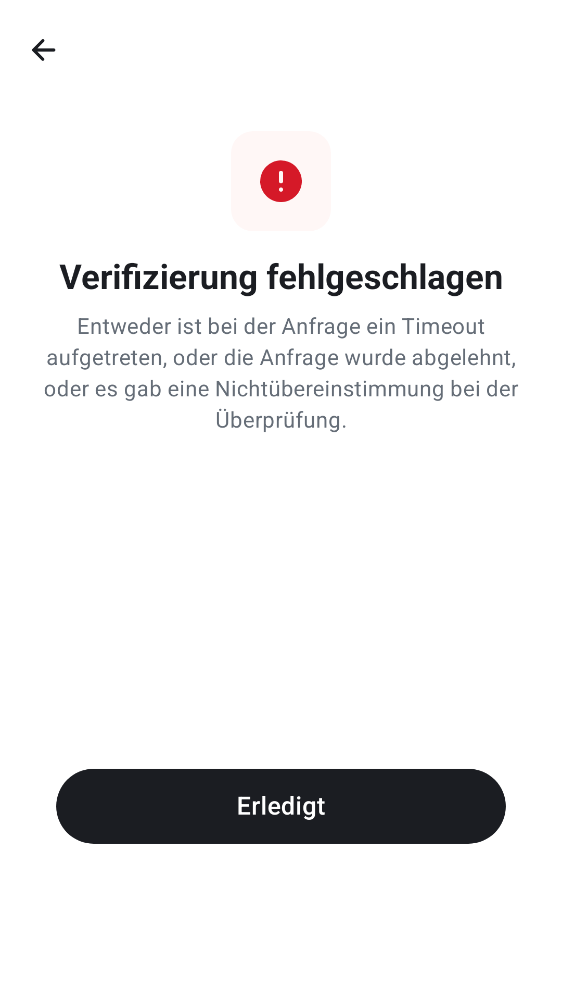 Verifizierung fehlgeschlagen
Entweder ist bei der Anfrage ein Timeout
aufgetreten, oder die Anfrage wurde abgelehnt,
oder es gab eine Nichtübereinstimmung bei der
Überprüfung.
Erledigt